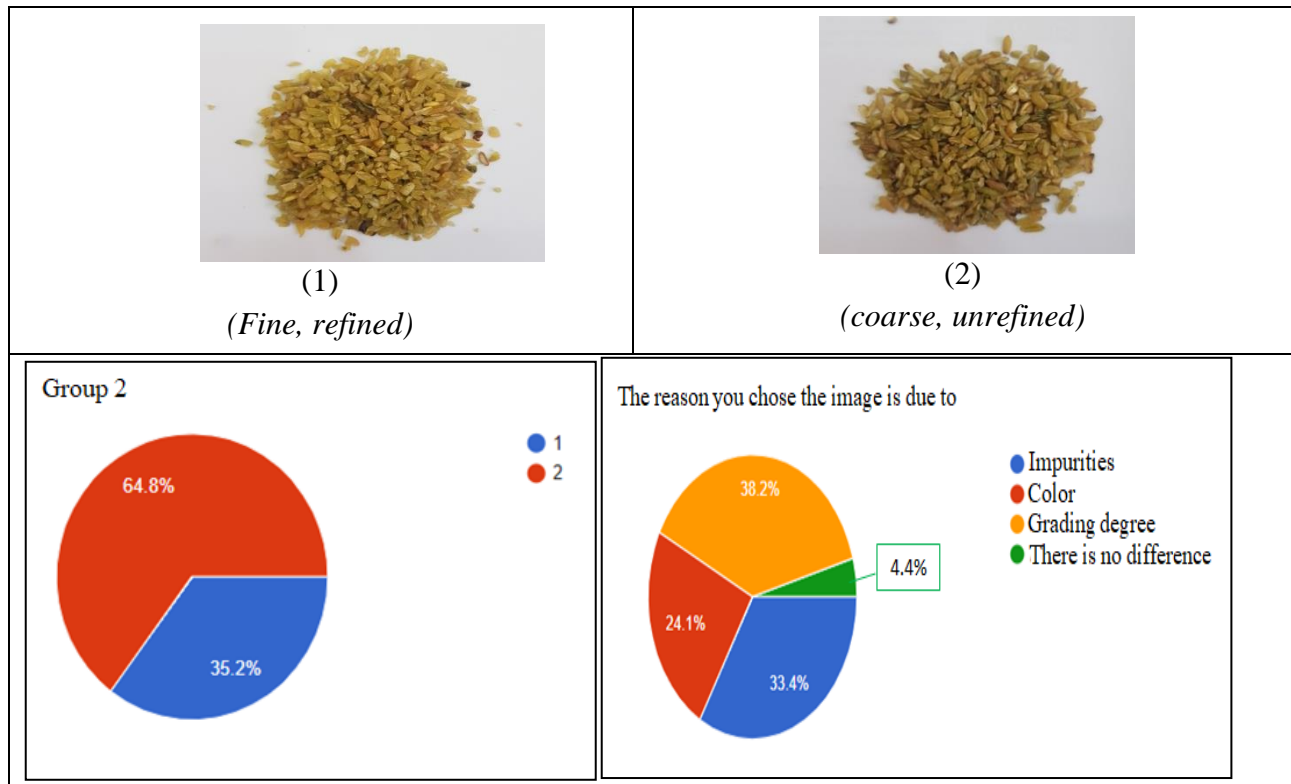 (1)
(Fine, refined)
(2)
(coarse, unrefined)
Group 2
1
2
64.8%
35.2%
The reason you chose the image is due to
Impurities
Color
Grading degree
There is no difference
38.2%
4.4%
24.1%
33.4%